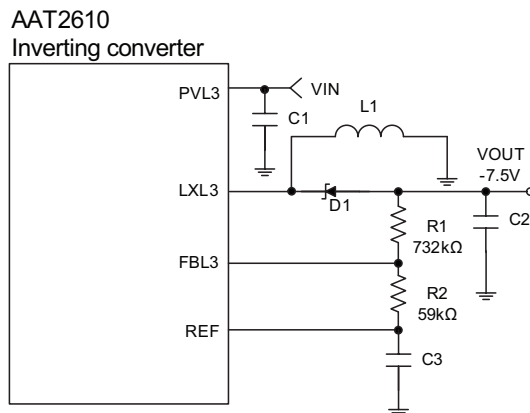 AAT2610
Inverting converter
PVL3
VIN
C1
L1
LXL3
D1
VOUT
-7.5V
C2
R1
732kΩ
FBL3
R2
59kΩ
REF
C3